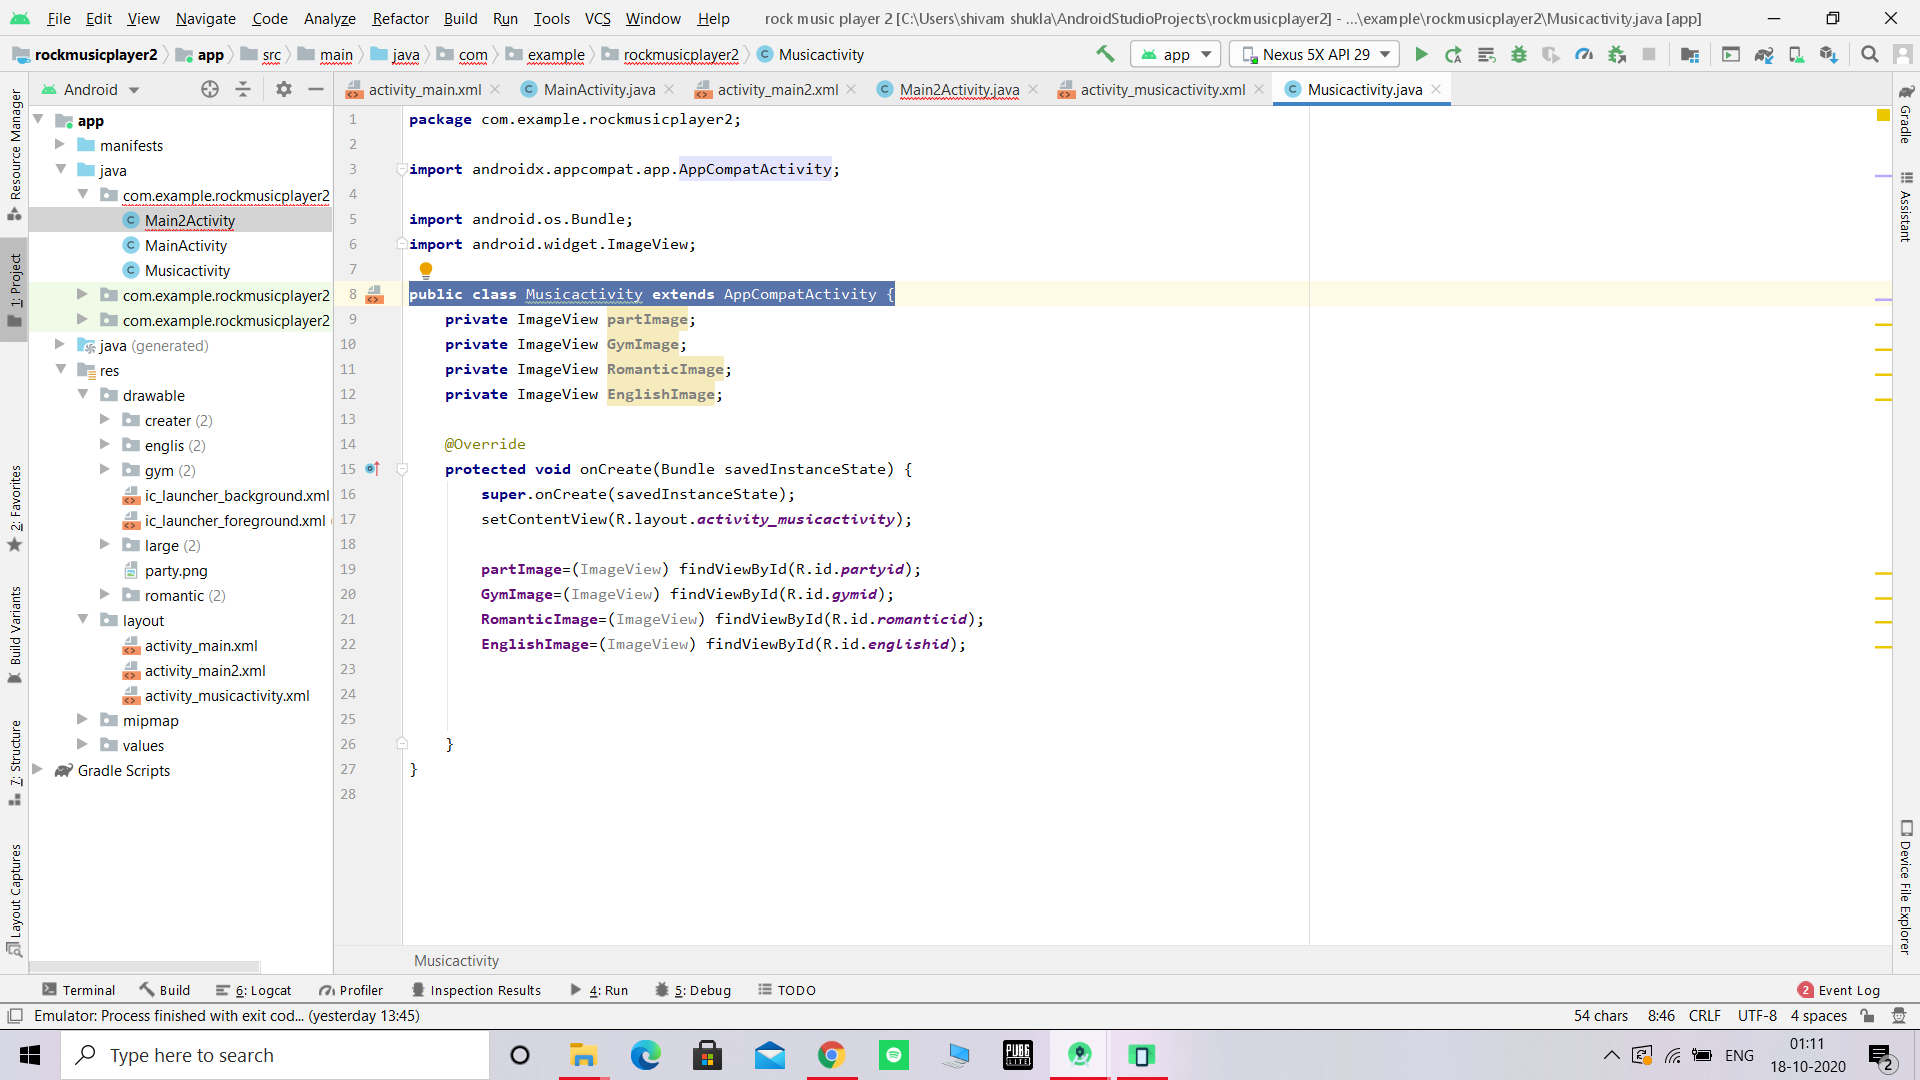 File Edit View Navigate Code Analyze Refactor Build Run Tools VCS Window Help rock music player 2 [C:\Users\shivam shukla\AndroidStudioProjects\rockmusicplayer2] - ...\example\rockmusicplayer2\Musicactivity.java [app]
rockmusicplayer2 app src main java com example rockmusicplayer2 Musicactivity app Nexus 5X API 29
Android activity_main.xml MainActivity.java activity_main2.xml Main2Activity.java activity_musicactivity.xml Musicactivity.java
Resource Manager
1: Project
2: Favorites
Build Variants
7: Structure
Layout Captures
app
manifests
java
com.example.rockmusicplayer2
Main2Activity
MainActivity
Musicactivity
com.example.rockmusicplayer2
com.example.rockmusicplayer2
java (generated)
res
drawable
creater (2)
englis (2)
gym (2)
ic_launcher_background.xml
ic_launcher_foreground.xml
large (2)
party.png
romantic (2)
layout
activity_main.xml
activity_main2.xml
activity_musicactivity.xml
mipmap
values
Gradle Scripts
1 package com.example.rockmusicplayer2;
2
3 import androidx.appcompat.app.AppCompatActivity;
4
5 import android.os.Bundle;
6 import android.widget.ImageView;
7
8 public class Musicactivity extends AppCompatActivity {
9 private ImageView partImage;
10 private ImageView GymImage;
11 private ImageView RomanticImage;
12 private ImageView EnglishImage;
13
14 @Override
15 protected void onCreate(Bundle savedInstanceState) {
16 super.onCreate(savedInstanceState);
17 setContentView(R.layout.activity_musicactivity);
18
19 partImage=(ImageView) findViewById(R.id.partyid);
20 GymImage=(ImageView) findViewById(R.id.gymid);
21 RomanticImage=(ImageView) findViewById(R.id.romanticid);
22 EnglishImage=(ImageView) findViewById(R.id.englishid);
23
24
25
26 }
27 }
28
Musicactivity
Gradle
Assistant
Device File Explorer
Terminal Build 6: Logcat Profiler Inspection Results 4: Run 5: Debug TODO 2 Event Log
Emulator: Process finished with exit cod... (yesterday 13:45) 54 chars 8:46 CRLF UTF-8 4 spaces
Type here to search PUBG LITE ENG 01:11
18-10-2020 2